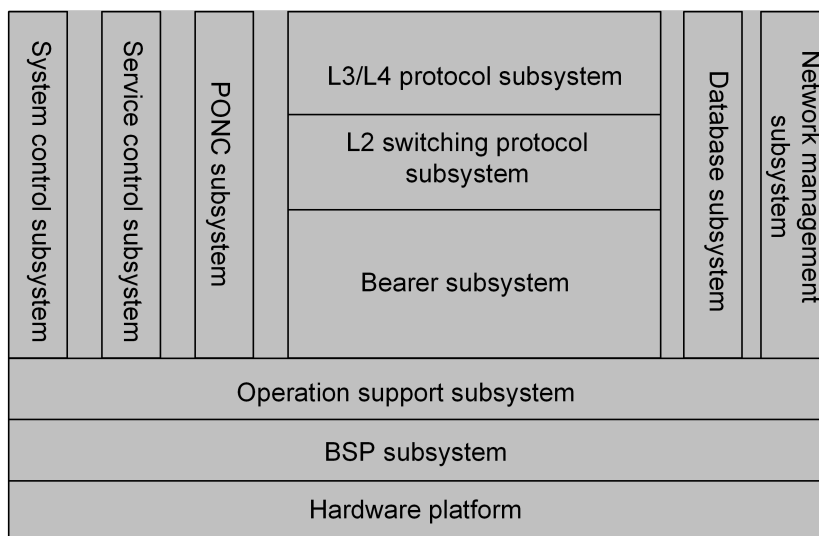 System control subsystem
Service control subsystem
PONC subsystem
L3/L4 protocol subsystem
L2 switching protocol
subsystem
Bearer subsystem
Database subsystem
Network management
subsystem
Operation support subsystem
BSP subsystem
Hardware platform